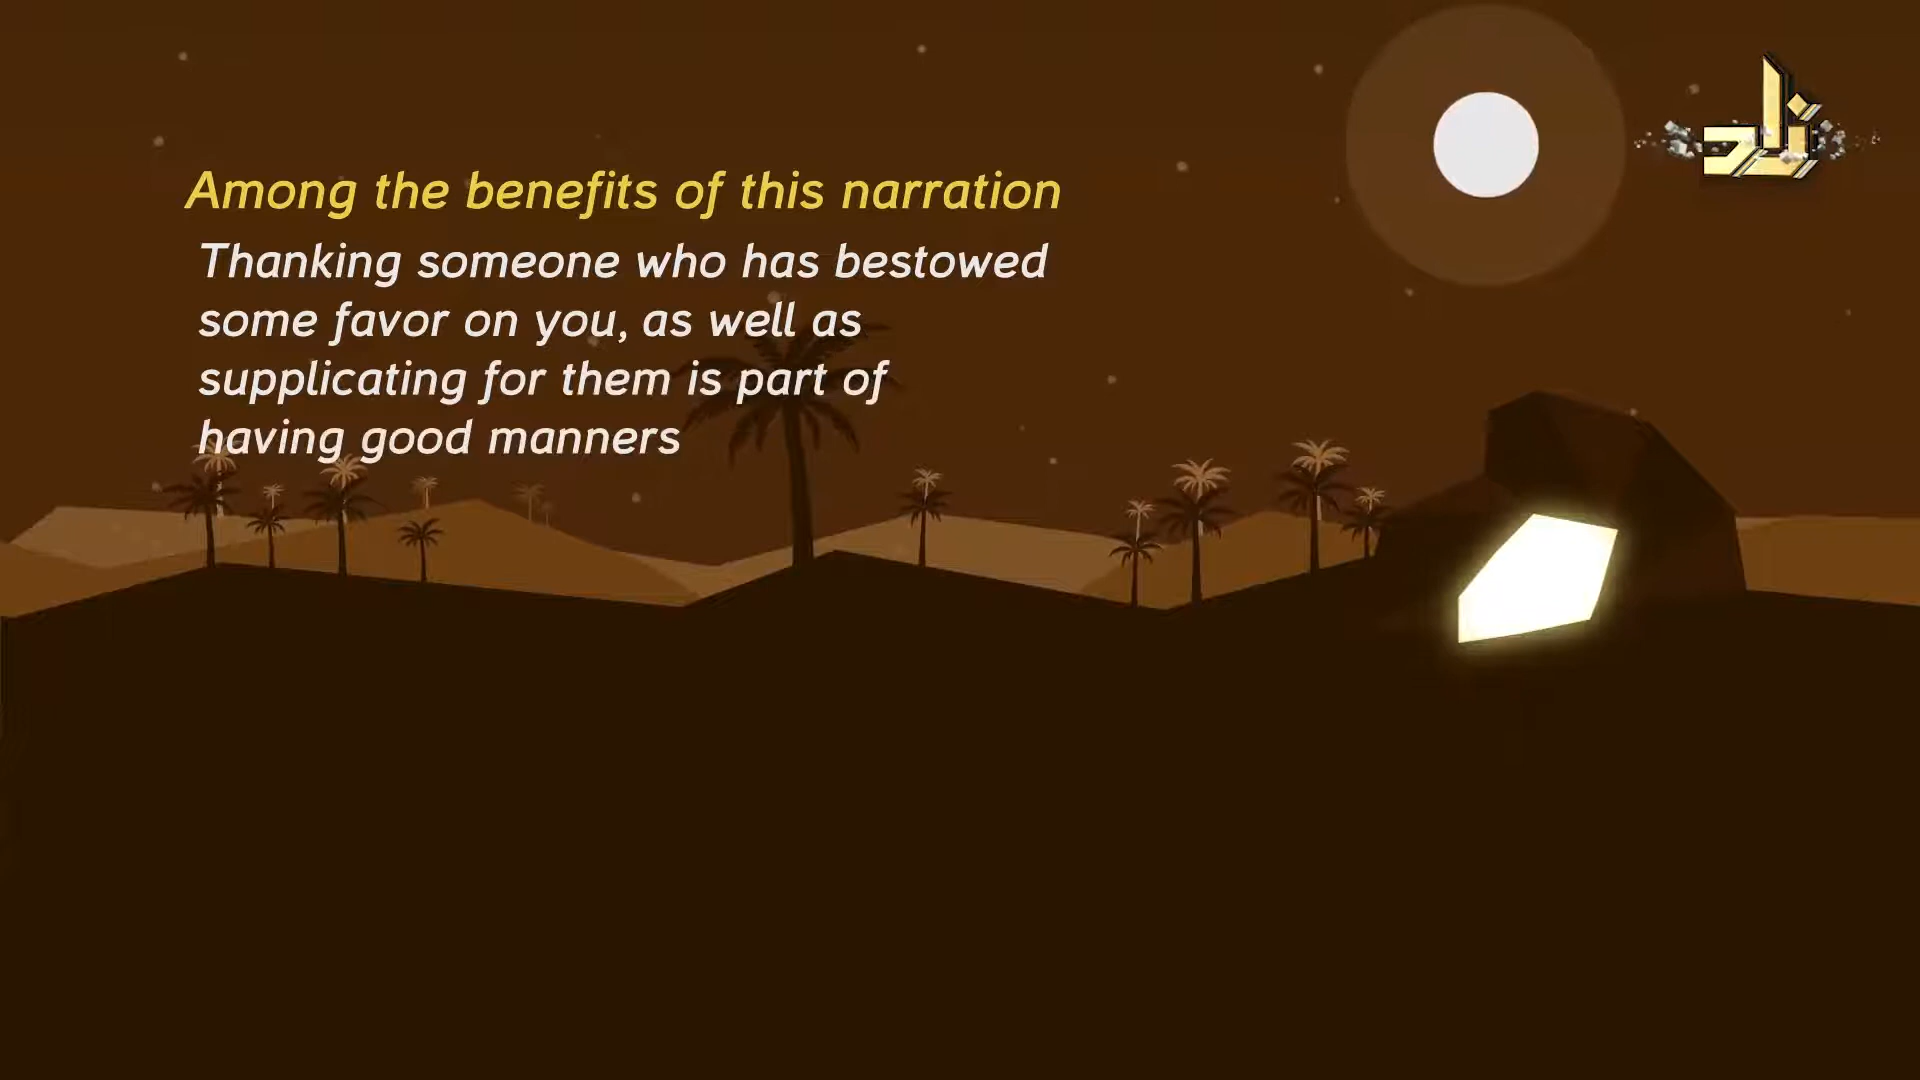 Among the benefits of this narration
Thanking someone who has bestowed
some favor on you, as well as
supplicating for them is part of
having good manners
زاد